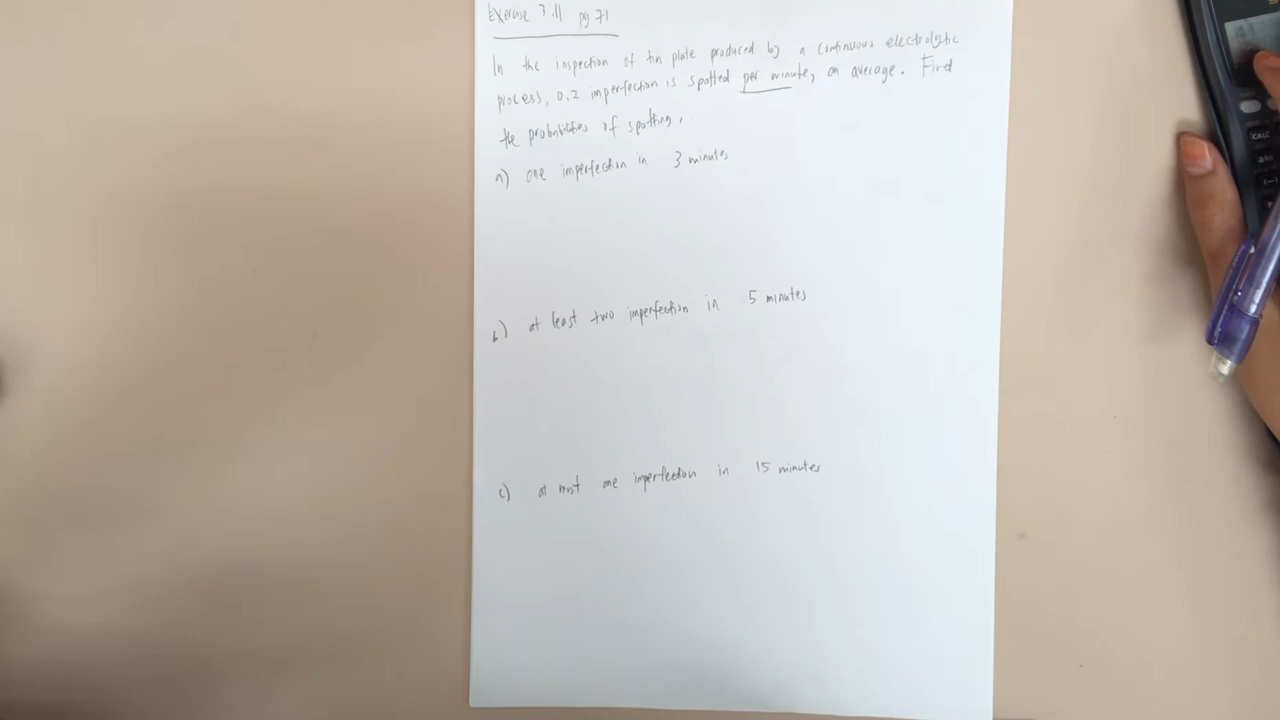 Exercise 3.11 pg 71
In the inspection of tin plate produced by a continuous electrolytic
process, 0.2 imperfection is spotted per minute, on average. Find
the probabilities of spotting,
a) one imperfection in 3 minutes
b) at least two imperfection in 5 minutes
c) at most one imperfection in 15 minutes
CALC